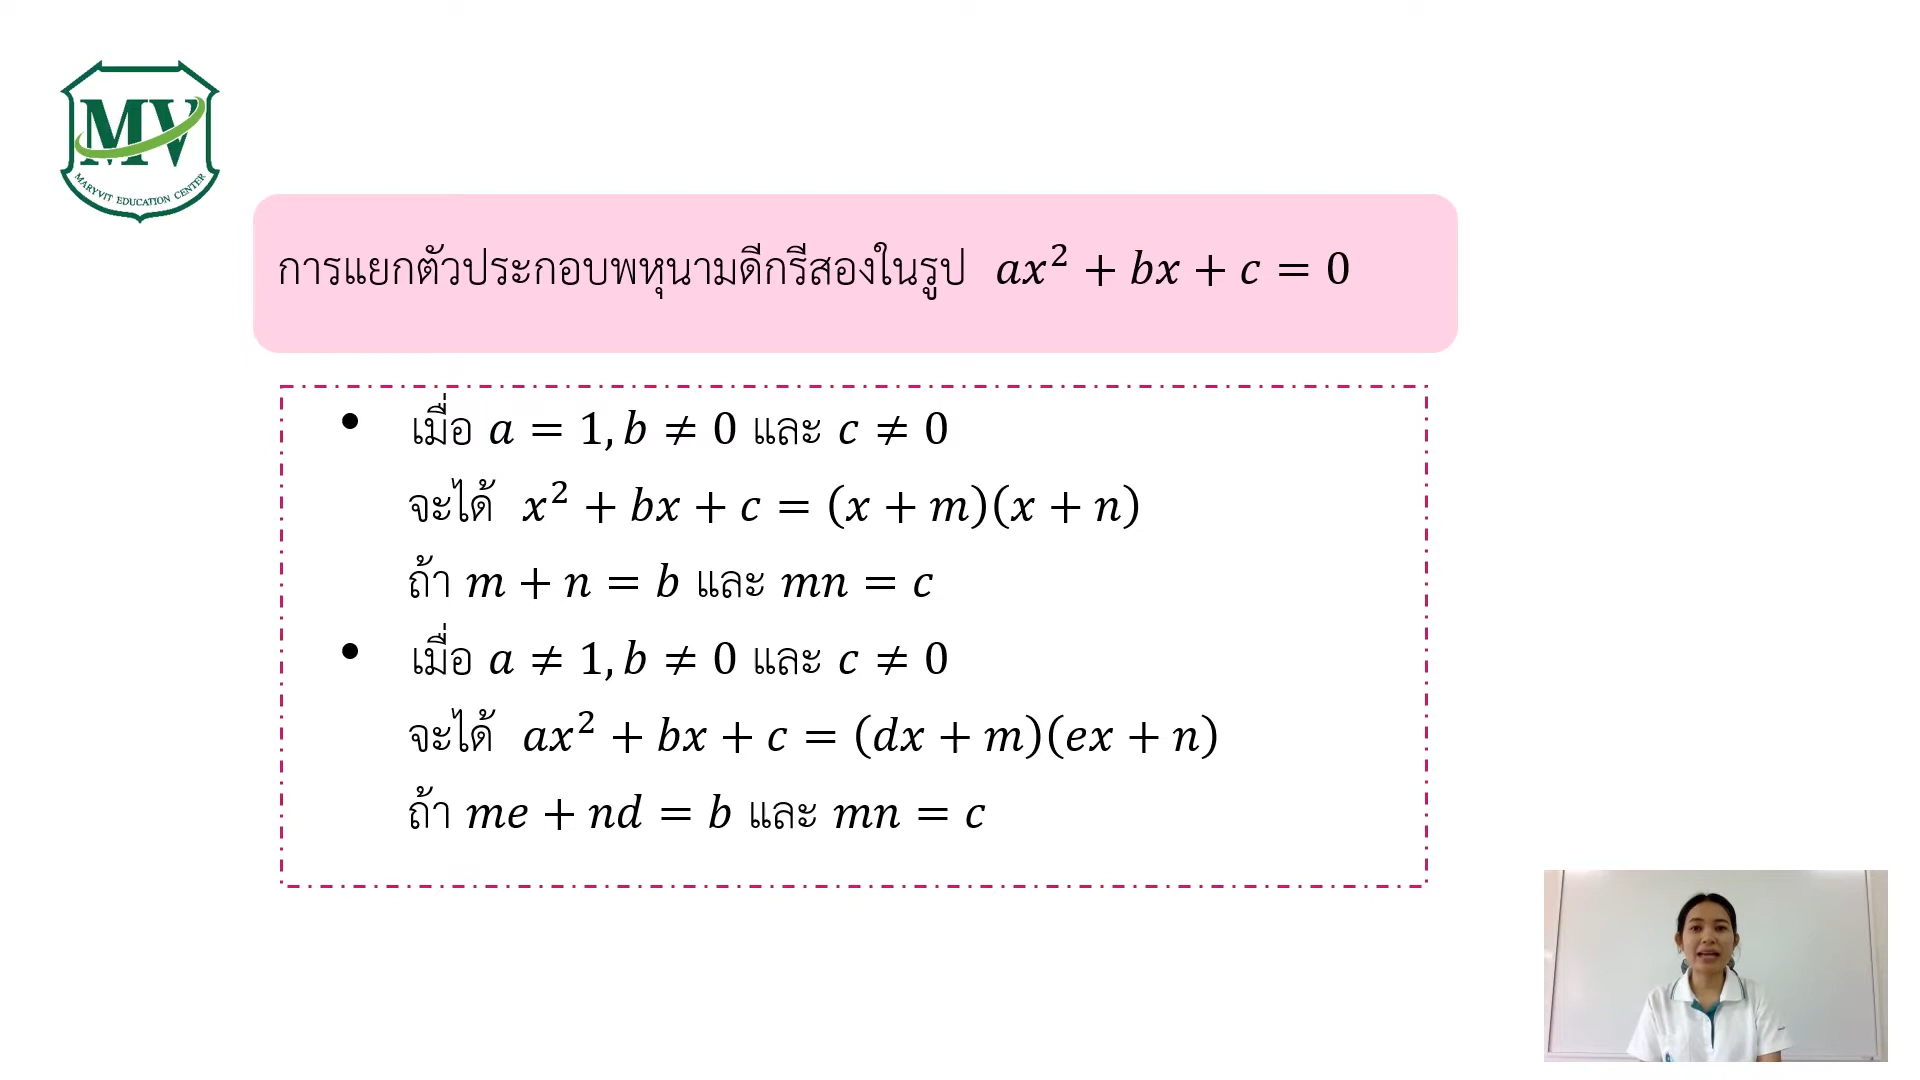 MV
MARYVIT EDUCATION CENTER
การแยกตัวประกอบพหุนามดีกรีสองในรูป ax² + bx + c = 0
• เมื่อ a = 1, b ≠ 0 และ c ≠ 0
จะได้ x² + bx + c = (x + m)(x + n)
ถ้า m + n = b และ mn = c
• เมื่อ a ≠ 1, b ≠ 0 และ c ≠ 0
จะได้ ax² + bx + c = (dx + m)(ex + n)
ถ้า me + nd = b และ mn = c